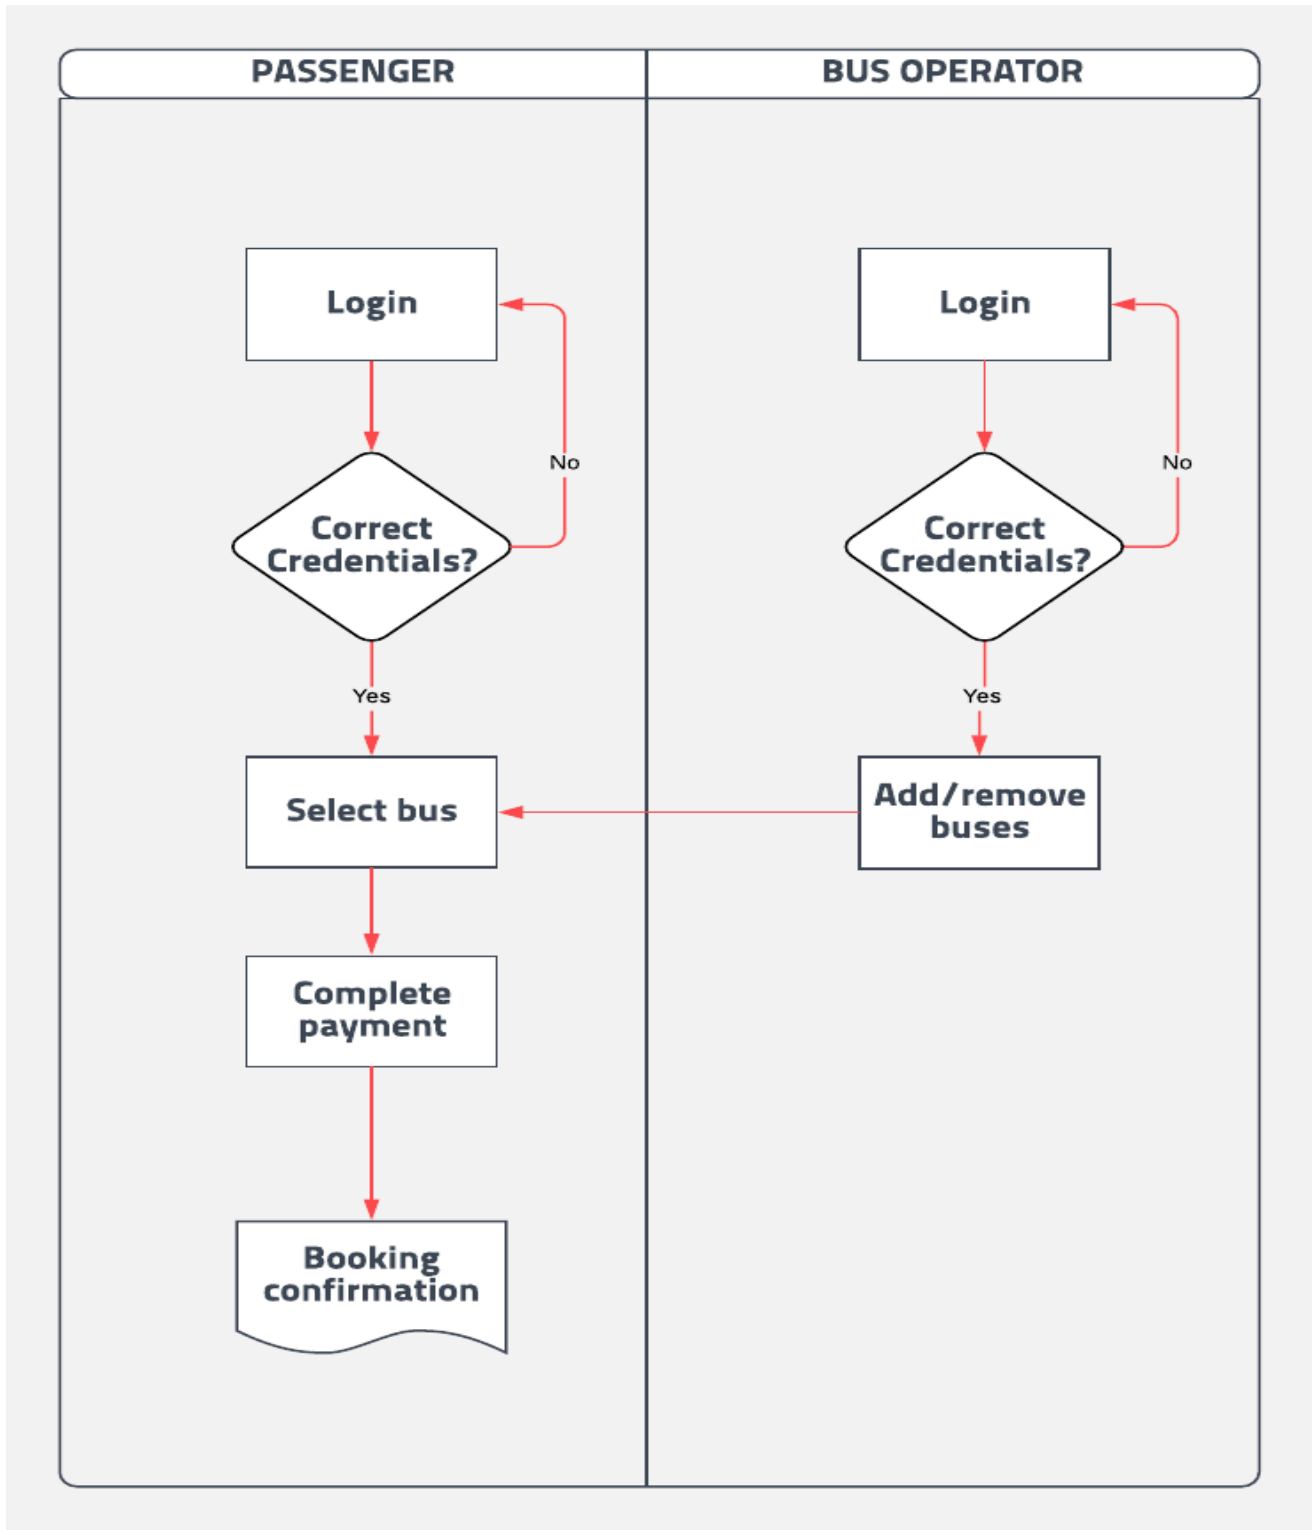 PASSENGER
BUS OPERATOR
Login
No
Correct
Credentials?
Yes
Select bus
Complete
payment
Booking
confirmation
Login
No
Correct
Credentials?
Yes
Add/remove
buses